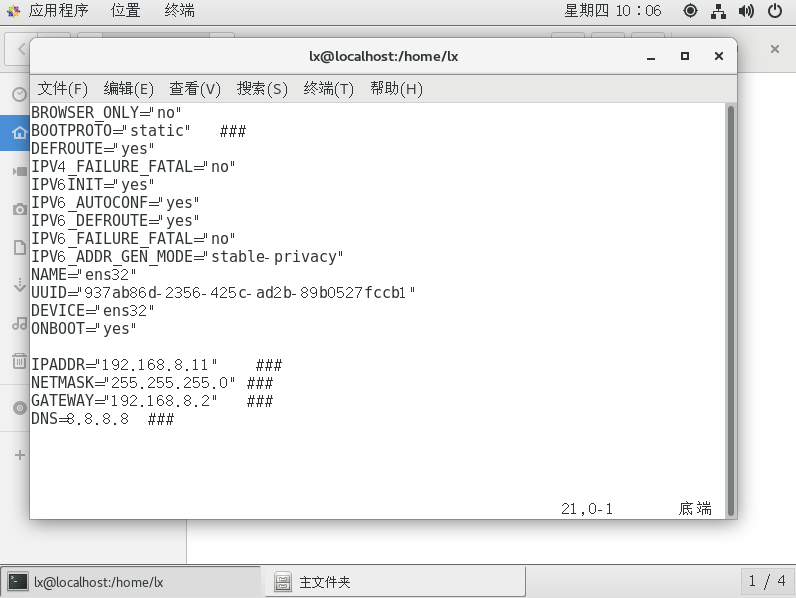 应用程序 位置 终端 星期四 10：06
lx@localhost:/home/lx
文件(F) 编辑(E) 查看(V) 搜索(S) 终端(T) 帮助(H)
BROWSER_ONLY="no"
BOOTPROTO="static" ###
DEFROUTE="yes"
IPV4_FAILURE_FATAL="no"
IPV6INIT="yes"
IPV6_AUTOCONF="yes"
IPV6_DEFROUTE="yes"
IPV6_FAILURE_FATAL="no"
IPV6_ADDR_GEN_MODE="stable-privacy"
NAME="ens32"
UUID="937ab86d-2356-425c-ad2b-89b0527fccb1"
DEVICE="ens32"
ONBOOT="yes"
IPADDR="192.168.8.11" ###
NETMASK="255.255.255.0" ###
GATEWAY="192.168.8.2" ###
DNS=8.8.8.8 ###
21,0-1 底端
lx@localhost:/home/lx 主文件夹 1 / 4